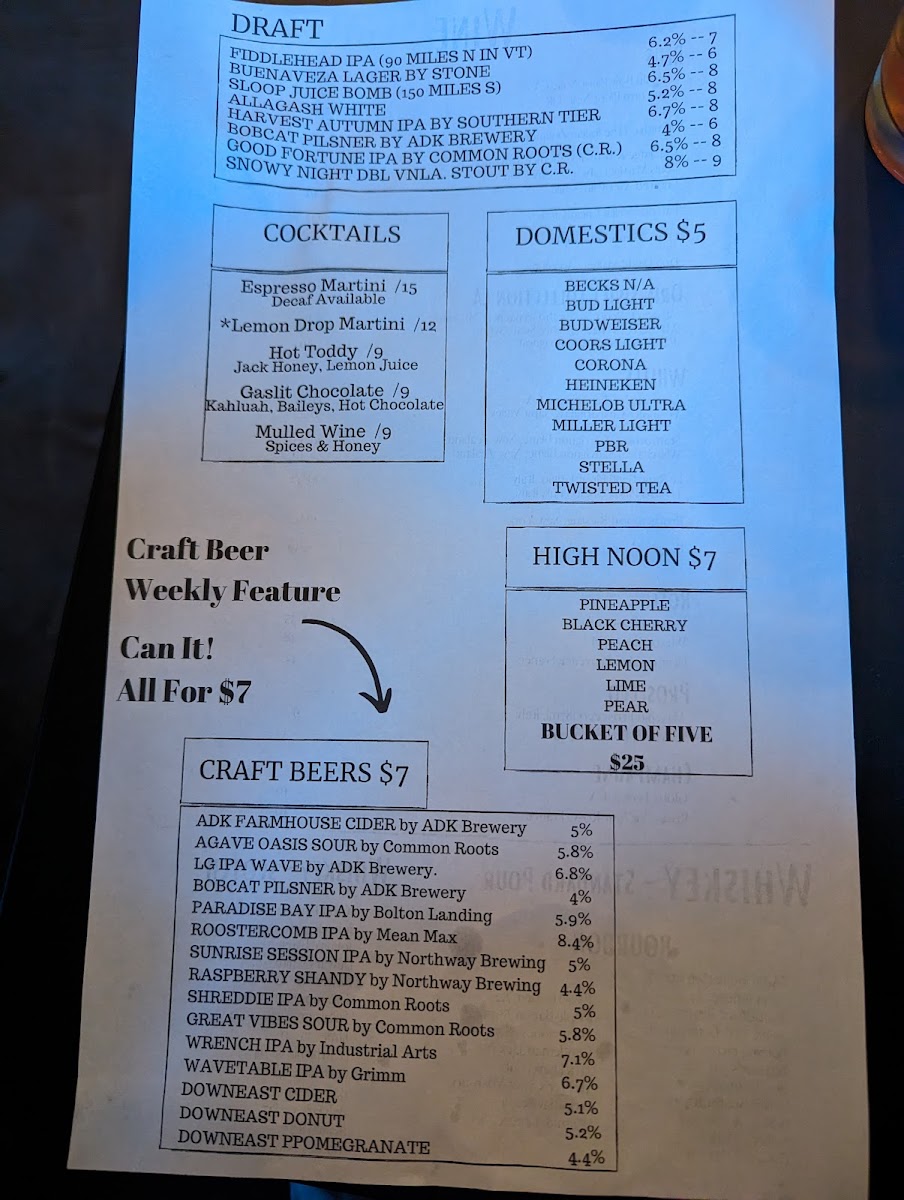 DRAFT
FIDDLEHEAD IPA (90 MILES N IN VT) 6.2% -- 7
BUENAVEZA LAGER BY STONE 4.7% -- 6
SLOOP JUICE BOMB (150 MILES S) 6.5% -- 8
ALLAGASH WHITE 5.2% -- 8
HARVEST AUTUMN IPA BY SOUTHERN TIER 6.7% -- 8
BOBCAT PILSNER BY ADK BREWERY 4% -- 6
GOOD FORTUNE IPA BY COMMON ROOTS (C.R.) 6.5% -- 8
SNOWY NIGHT DBL VNLA. STOUT BY C.R. 8% -- 9
COCKTAILS
Espresso Martini /15
Decaf Available
*Lemon Drop Martini /12
Hot Toddy /9
Jack Honey, Lemon Juice
Gaslit Chocolate /9
Kahluah, Baileys, Hot Chocolate
Mulled Wine /9
Spices & Honey
DOMESTICS $5
BECKS N/A
BUD LIGHT
BUDWEISER
COORS LIGHT
CORONA
HEINEKEN
MICHELOB ULTRA
MILLER LIGHT
PBR
STELLA
TWISTED TEA
Craft Beer
Weekly Feature
Can It!
All For $7
HIGH NOON $7
PINEAPPLE
BLACK CHERRY
PEACH
LEMON
LIME
PEAR
BUCKET OF FIVE
$25
CRAFT BEERS $7
ADK FARMHOUSE CIDER by ADK Brewery 5%
AGAVE OASIS SOUR by Common Roots 5.8%
LG IPA WAVE by ADK Brewery. 6.8%
BOBCAT PILSNER by ADK Brewery 4%
PARADISE BAY IPA by Bolton Landing 5.9%
ROOSTERCOMB IPA by Mean Max 8.4%
SUNRISE SESSION IPA by Northway Brewing 5%
RASPBERRY SHANDY by Northway Brewing 4.4%
SHREDDIE IPA by Common Roots 5%
GREAT VIBES SOUR by Common Roots 5.8%
WRENCH IPA by Industrial Arts 7.1%
WAVETABLE IPA by Grimm 6.7%
DOWNEAST CIDER 5.1%
DOWNEAST DONUT 5.2%
DOWNEAST PPOMEGRANATE 4.4%
WINE
WHISKEY - STANDARD POUR